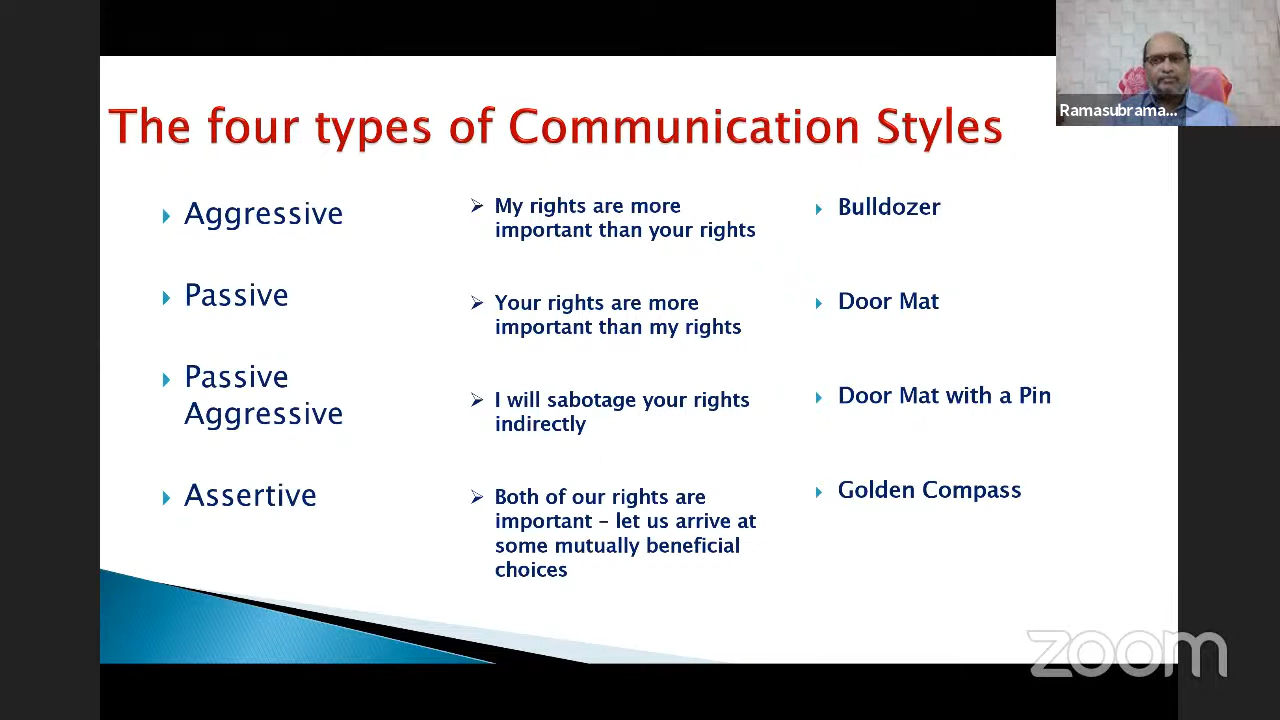 The four types of Communication Styles
Ramasubrama...
Aggressive
My rights are more
important than your rights
Bulldozer
Passive
Your rights are more
important than my rights
Door Mat
Passive
Aggressive
I will sabotage your rights
indirectly
Door Mat with a Pin
Assertive
Both of our rights are
important – let us arrive at
some mutually beneficial
choices
Golden Compass
zoom